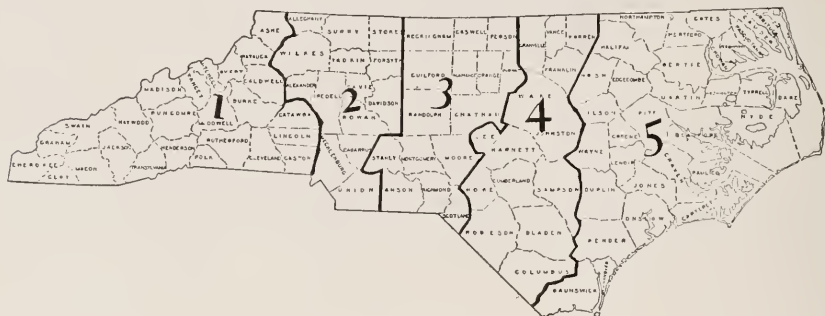 ALLEGHANY
ASHE
SURRY
STOKES
CASWELL
PERSON
GRANVILLE
VANCE
WARREN
NORTHAMPTON
GATES
HERTFORD
HALIFAX
WILKES
WATAUGA
YADKIN
FORSYTH
GUILFORD
ORANGE
FRANKLIN
NASH
EDGECOMBE
BERTIE
MARTIN
WASHINGTON
TYRRELL
DARE
HYDE
MITCHELL
AVERY
CALDWELL
ALEXANDER
IREDELL
DAVIE
DAVIDSON
RANDOLPH
CHATHAM
WAKE
WILSON
PITT
BEAUFORT
MADISON
YANCEY
BURKE
CATAWBA
ROWAN
1
2
3
4
5
SWAIN
HAYWOOD
BUNCOMBE
McDOWELL
LINCOLN
LEE
JOHNSTON
GREENE
GRAHAM
JACKSON
HENDERSON
RUTHERFORD
MECKLENBURG
CABARRUS
STANLY
MONTGOMERY
MOORE
HARNETT
WAYNE
LENOIR
CRAVEN
PAMLICO
CHEROKEE
CLAY
MACON
TRANSYLVANIA
POLK
CLEVELAND
GASTON
UNION
ANSON
RICHMOND
HOKE
CUMBERLAND
SAMPSON
DUPLIN
JONES
ONSLOW
CARTERET
SCOTLAND
ROBESON
BLADEN
PENDER
COLUMBUS
BRUNSWICK